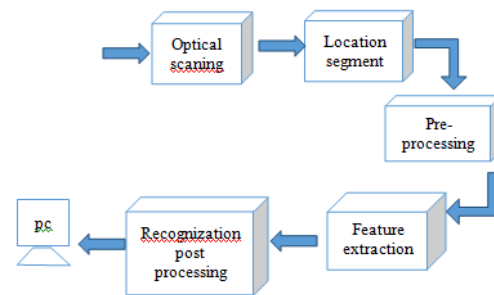 Optical
scaning
Location
segment
Pre-
processing
Feature
extraction
Recognization
post
processing
pc